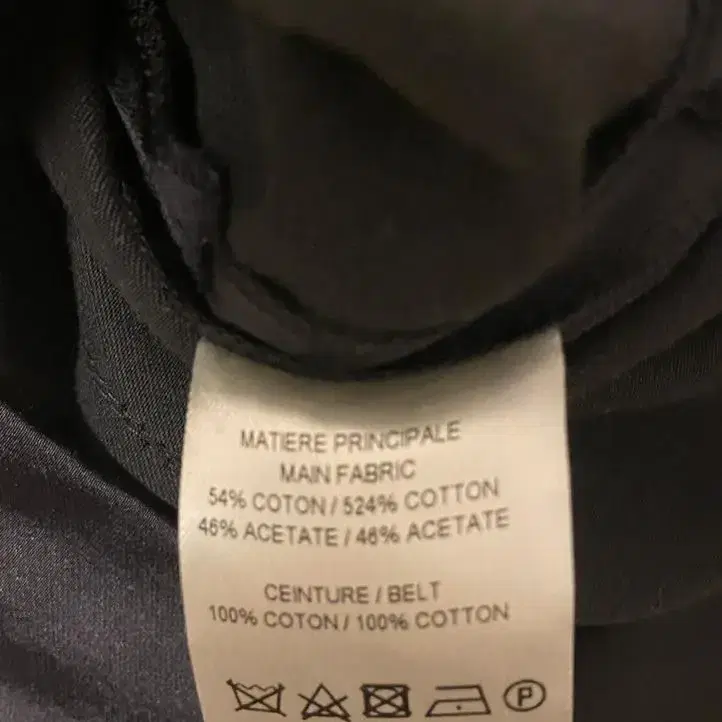 MATIERE PRINCIPALE
MAIN FABRIC
54% COTON / 524% COTTON
46% ACETATE / 46% ACETATE
CEINTURE / BELT
100% COTON / 100% COTTON
P